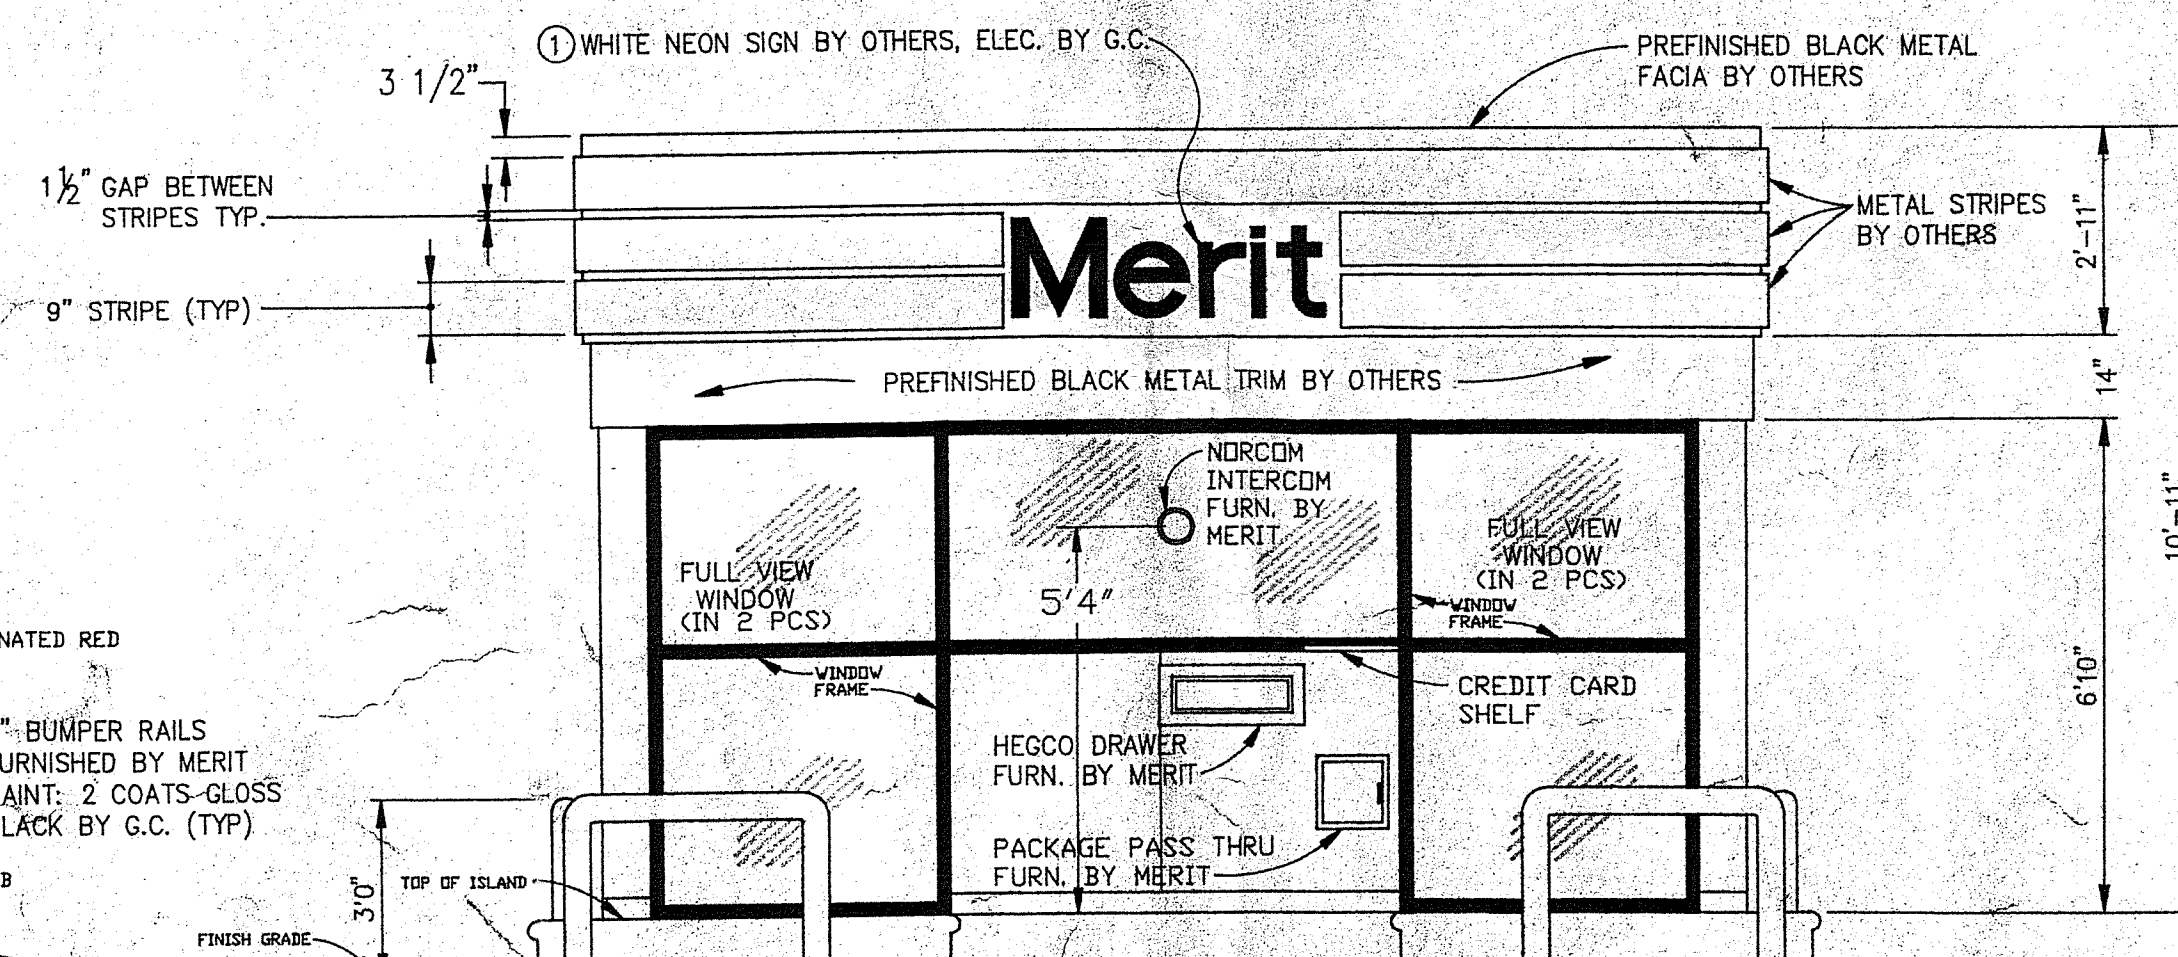 ① WHITE NEON SIGN BY OTHERS, ELEC. BY G.C.
3 1/2"
PREFINISHED BLACK METAL
FACIA BY OTHERS
1 1/2" GAP BETWEEN
STRIPES TYP.
METAL STRIPES
BY OTHERS
2'-11"
Merit
9" STRIPE (TYP)
PREFINISHED BLACK METAL TRIM BY OTHERS
14"
NORCOM
INTERCOM
FURN. BY
MERIT
FULL VIEW
WINDOW
(IN 2 PCS)
FULL VIEW
WINDOW
(IN 2 PCS)
5'4"
10'-11"
WINDOW
FRAME
NATED RED
WINDOW
FRAME
CREDIT CARD
SHELF
6'10"
" BUMPER RAILS
URNISHED BY MERIT
AINT: 2 COATS GLOSS
LACK BY G.C. (TYP)
HEGCO DRAWER
FURN. BY MERIT
PACKAGE PASS THRU
FURN. BY MERIT
B
TOP OF ISLAND
3'0"
FINISH GRADE